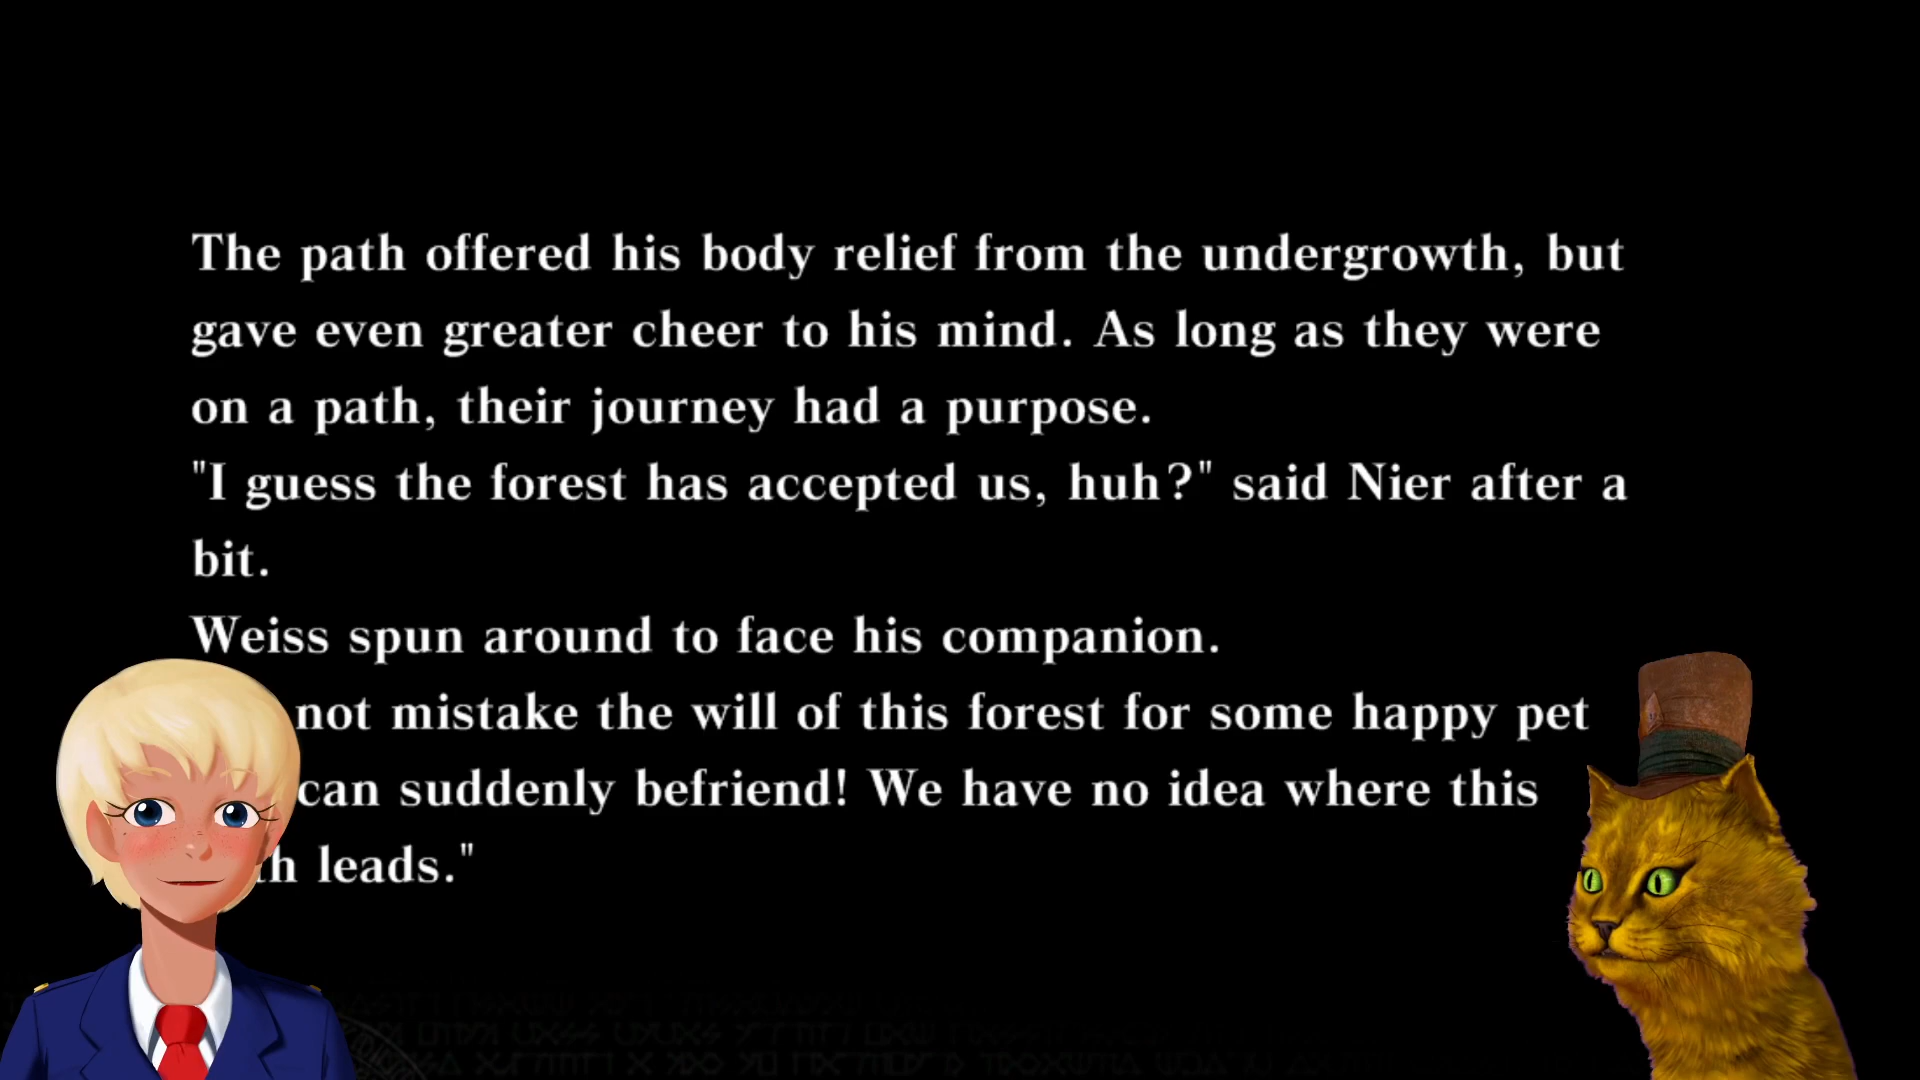 The path offered his body relief from the undergrowth, but
gave even greater cheer to his mind. As long as they were
on a path, their journey had a purpose.
"I guess the forest has accepted us, huh?" said Nier after a
bit.
Weiss spun around to face his companion.
not mistake the will of this forest for some happy pet
can suddenly befriend! We have no idea where this
leads."